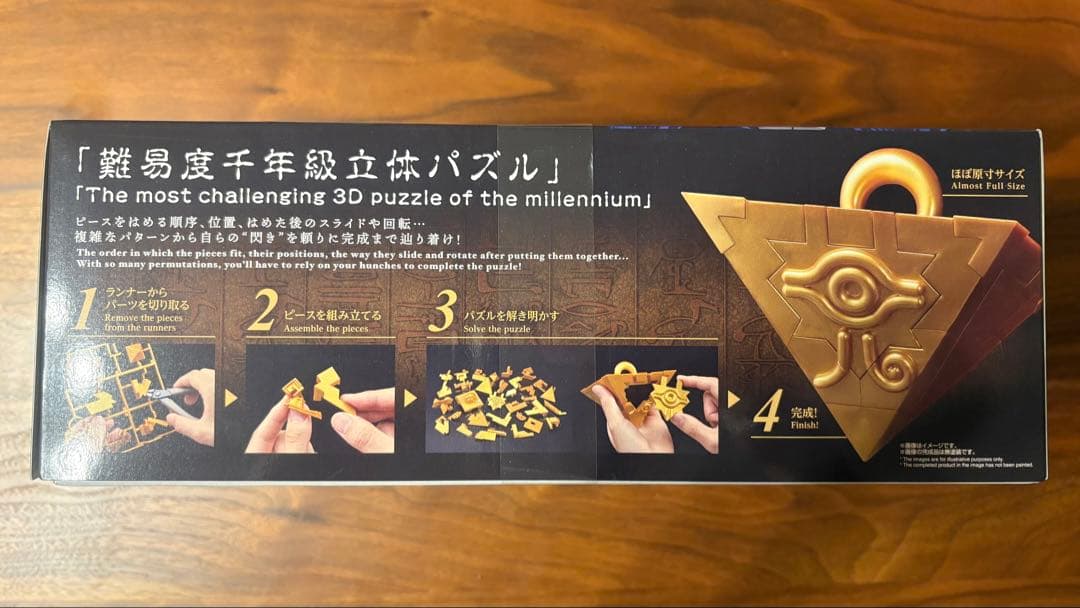 「難易度千年級立体パズル」
「The most challenging 3D puzzle of the millennium」
ピースをはめる順序、位置、はめた後のスライドや回転…
複雑なパターンから自らの“閃き”を頼りに完成まで辿り着け!
The order in which the pieces fit, their positions, the way they slide and rotate after putting them together...
With so many permutations, you'll have to rely on your hunches to complete the puzzle!
1 ランナーから
パーツを切り取る
Remove the pieces
from the runners
2 ピースを組み立てる
Assemble the pieces
3 パズルを解き明かす
Solve the puzzle
4 完成!
Finish!
ほぼ原寸サイズ
Almost Full Size
※画像はイメージです。
※画像の完成品は無塗装です。
* The images are for illustrative purposes only.
* The completed product in the image has not been painted.